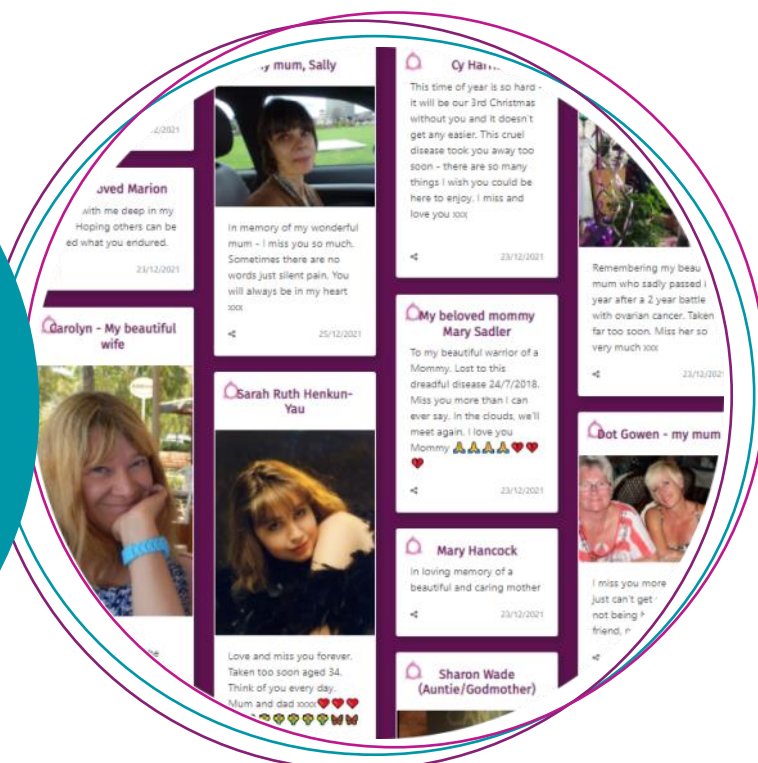 2/2021
oved Marion
with me deep in my
Hoping others can be
ed what you endured.
23/12/2021
Carolyn - My beautiful
wife
he
y mum, Sally
In memory of my wonderful
mum - I miss you so much.
Sometimes there are no
words just silent pain. You
will always be in my heart
xxx
25/12/2021
Sarah Ruth Henkun-
Yau
Love and miss you forever.
Taken too soon aged 34.
Think of you every day.
Mum and dad xxxx❤❤❤
Cy Harr
This time of year is so hard -
it will be our 3rd Christmas
without you and it doesn't
get any easier. This cruel
disease took you away too
soon - there are so many
things I wish you could be
here to enjoy. I miss and
love you xxx
23/12/2021
My beloved mommy
Mary Sadler
To my beautiful warrior of a
Mommy. Lost to this
dreadful disease 24/7/2018.
Miss you more than I can
ever say. In the clouds, we'll
meet again. I love you
Mommy 🙏🙏🙏🙏💔💔
💔
23/12/2021
Mary Hancock
In loving memory of a
beautiful and caring mother
23/12/2021
Sharon Wade
(Auntie/Godmother)
Remembering my beau
mum who sadly passed
year after a 2 year battle
with ovarian cancer. Taken
far too soon. Miss her so
very much xxx
23/12/202
Dot Gowen - my mum
I miss you more
just can't get
not being
friend,